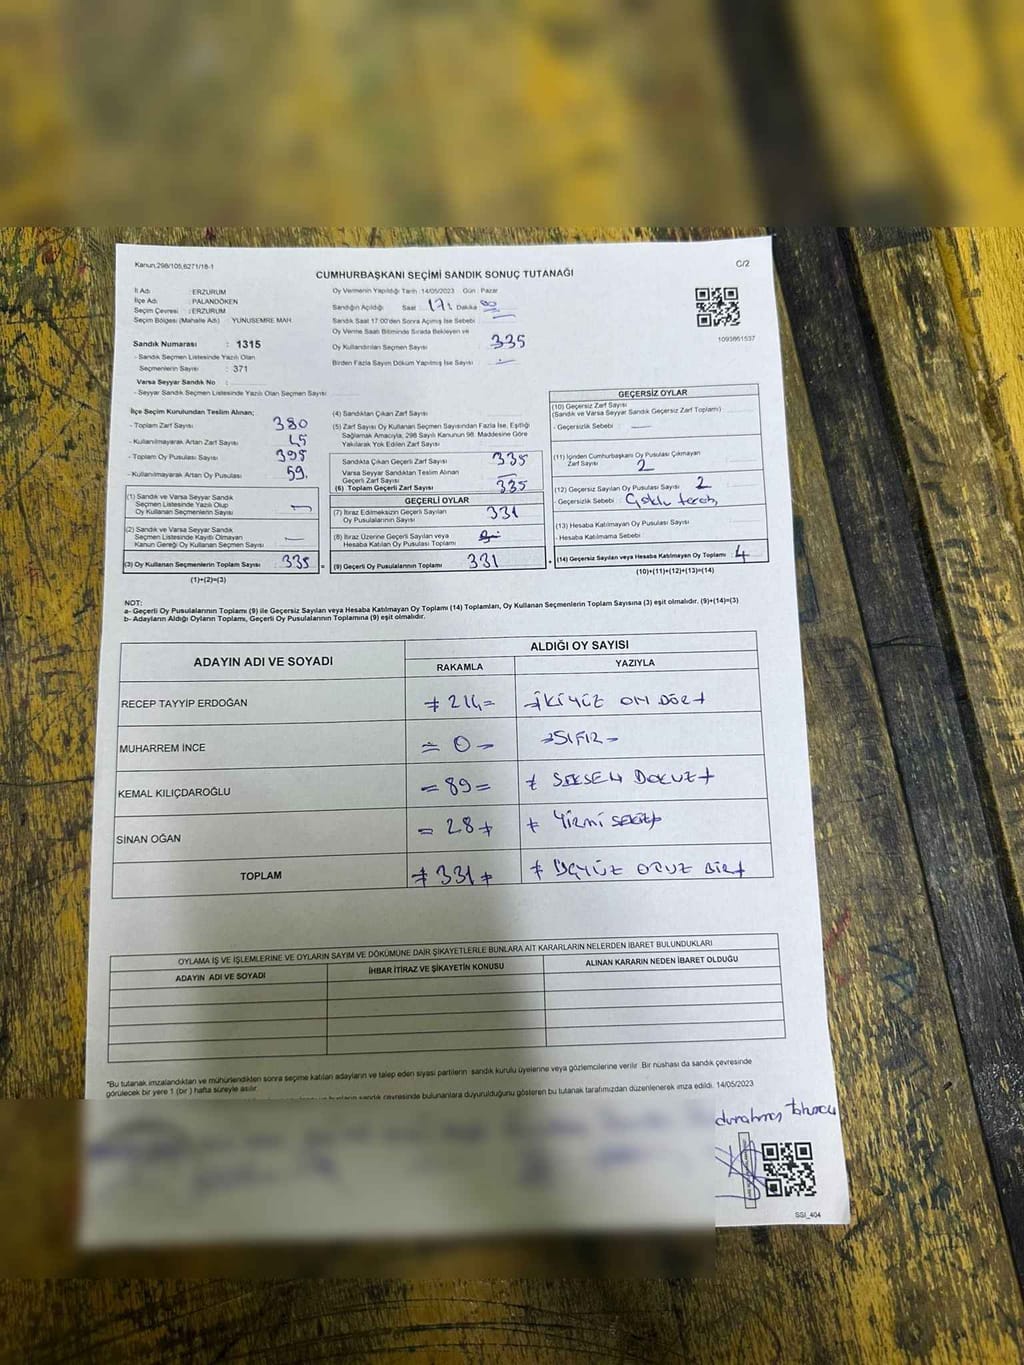 Kanun,298/105,6271/18-1
C/2
CUMHURBAŞKANI SEÇİMİ SANDIK SONUÇ TUTANAĞI
İl Adı : ERZURUM
İlçe Adı : PALANDÖKEN
Seçim Çevresi : ERZURUM
Seçim Bölgesi (Mahalle Adı) YUNUSEMRE MAH.
Sandık Numarası : 1315
- Sandık Seçmen Listesinde Yazılı Olan
Seçmenlerin Sayısı : 371
Varsa Seyyar Sandık No :
- Seyyar Sandık Seçmen Listesinde Yazılı Olan Seçmen Sayısı
Oy Vermenin Yapıldığı Tarih :14/05/2023 Gün : Pazar
Sandığın Açıldığı Saat : 17: Dakika 00
Sandık Saat 17:00'den Sonra Açılmış İse Sebebi
Oy Verme Saati Bitiminde Sırada Bekleyen ve
Oy Kullandırılan Seçmen Sayısı 335
Birden Fazla Sayım Döküm Yapılmış İse Sayısı
1093861537
İlçe Seçim Kurulundan Teslim Alınan;
- Toplam Zarf Sayısı 380
- Kullanılmayarak Artan Zarf Sayısı 45
- Toplam Oy Pusulası Sayısı 395
- Kullanılmayarak Artan Oy Pusulası 59
(1) Sandık ve Varsa Seyyar Sandık
Seçmen Listesinde Yazılı Olup
Oy Kullanan Seçmenlerin Sayısı
(2) Sandık ve Varsa Seyyar Sandık
Seçmen Listesinde Kayıtlı Olmayan
Kanun Gereği Oy Kullanan Seçmen Sayısı
(3) Oy Kullanan Seçmenlerin Toplam Sayısı 335 =
(1)+(2)=(3)
(4) Sandıktan Çıkan Zarf Sayısı
(5) Zarf Sayısı Oy Kullanan Seçmen Sayısından Fazla İse, Eşitliği
Sağlamak Amacıyla, 298 Sayılı Kanunun 98. Maddesine Göre
Yakılarak Yok Edilen Zarf Sayısı
Sandıkta Çıkan Geçerli Zarf Sayısı 335
Varsa Seyyar Sandıktan Teslim Alınan
Geçerli Zarf Sayısı
(6) Toplam Geçerli Zarf Sayısı 335
GEÇERLİ OYLAR
(7) İtiraz Edilmeksizin Geçerli Sayılan
Oy Pusulalarının Sayısı 331
(8) İtiraz Üzerine Geçerli Sayılan veya
Hesaba Katılan Oy Pusulası Toplamı
(9) Geçerli Oy Pusulalarının Toplamı 331 +
GEÇERSİZ OYLAR
(10) Geçersiz Zarf Sayısı
(Sandık ve Varsa Seyyar Sandık Geçersiz Zarf Toplamı)
- Geçersizlik Sebebi
(11) İçinden Cumhurbaşkanı Oy Pusulası Çıkmayan
Zarf Sayısı 2
(12) Geçersiz Sayılan Oy Pusulası Sayısı 2
- Geçersizlik Sebebi
(13) Hesaba Katılmayan Oy Pusulası Sayısı
- Hesaba Katılmama Sebebi
(14) Geçersiz Sayılan veya Hesaba Katılmayan Oy Toplamı 4
(10)+(11)+(12)+(13)=(14)
NOT:
a- Geçerli Oy Pusulalarının Toplamı (9) ile Geçersiz Sayılan veya Hesaba Katılmayan Oy Toplamı (14) Toplamları, Oy Kullanan Seçmenlerin Toplam Sayısına (3) eşit olmalıdır. (9)+(14)=(3)
b- Adayların Aldığı Oyların Toplamı, Geçerli Oy Pusulalarının Toplamına (9) eşit olmalıdır.
ADAYIN ADI VE SOYADI ALDIĞI OY SAYISI
RAKAMLA YAZIYLA
RECEP TAYYİP ERDOĞAN = 214 = İKİYÜZ ON DÖRT
MUHARREM İNCE = 0 - SIFIR
KEMAL KILIÇDAROĞLU = 89 = SEKSEN DOKUZ
SİNAN OĞAN = 28 = YİRMİ SEKİZ
TOPLAM = 331 = ÜÇYÜZ OTUZ BİR
OYLAMA İŞ VE İŞLEMLERİNE VE OYLARIN SAYIM VE DÖKÜMÜNE DAİR ŞİKAYETLERLE BUNLARA AİT KARARLARIN NELERDEN İBARET BULUNDUKLARI
ADAYIN ADI VE SOYADI İHBAR İTİRAZ VE ŞİKAYETİN KONUSU ALINAN KARARIN NEDEN İBARET OLDUĞU
"Bu tutanak imzalandıktan ve mühürlendikten sonra seçime katılan adayların ve talep eden siyasi partilerin sandık kurulu üyelerine veya gözlemcilerine verilir. Bir nüshası da sandık çevresinde
görülecek bir yere 1 (bir) hafta süreyle asılır.
sandık çevresinde bulunanlara duyurulduğunu gösteren bu tutanak tarafımızdan düzenlenerek imza edildi. 14/05/2023
SSI_404